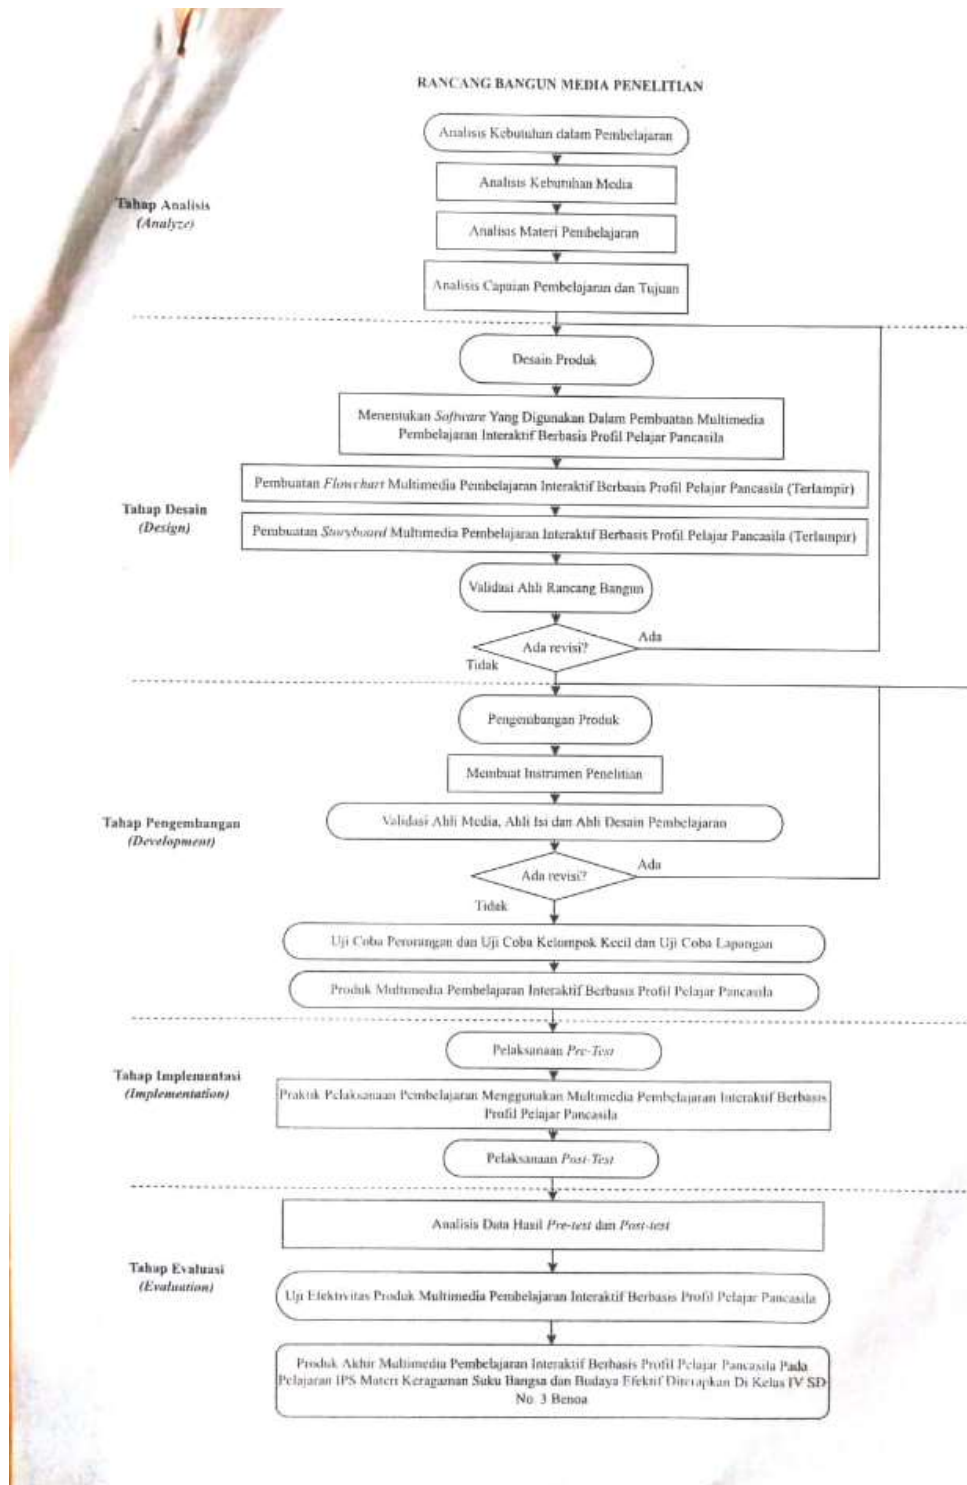 RANCANG BANGUN MEDIA PENELITIAN
Analisis Kebutuhan dalam Pembelajaran
Analisis Kebutuhan Media
Tahap Analisis
(Analyze)
Analisis Materi Pembelajaran
Analisis Capaian Pembelajaran dan Tujuan
Desain Produk
Menentukan Software Yang Digunakan Dalam Pembuatan Multimedia
Pembelajaran Interaktif Berbasis Profil Pelajar Pancasila
Pembuatan Flowchart Multimedia Pembelajaran Interaktif Berbasis Profil Pelajar Pancasila (Terlampir)
Tahap Desain
(Design)
Pembuatan Storyboard Multimedia Pembelajaran Interaktif Berbasis Profil Pelajar Pancasila (Terlampir)
Validasi Ahli Rancang Bangun
Ada revisi?
Ada
Tidak
Pengembangan Produk
Membuat Instrumen Penelitian
Tahap Pengembangan
(Development)
Validasi Ahli Media, Ahli Isi dan Ahli Desain Pembelajaran
Ada revisi?
Ada
Tidak
Uji Coba Perorangan dan Uji Coba Kelompok Kecil dan Uji Coba Lapangan
Produk Multimedia Pembelajaran Interaktif Berbasis Profil Pelajar Pancasila
Pelaksanaan Pre-Test
Tahap Implementasi
(Implementation)
Praktik Pelaksanaan Pembelajaran Menggunakan Multimedia Pembelajaran Interaktif Berbasis
Profil Pelajar Pancasila
Pelaksanaan Post-Test
Analisis Data Hasil Pre-test dan Post-test
Tahap Evaluasi
(Evaluation)
Uji Efektivitas Produk Multimedia Pembelajaran Interaktif Berbasis Profil Pelajar Pancasila
Produk Akhir Multimedia Pembelajaran Interaktif Berbasis Profil Pelajar Pancasila Pada
Pelajaran IPS Materi Keragaman Suku Bangsa dan Budaya Efektif Diterapkan Di Kelas IV SD
No. 3 Benoa